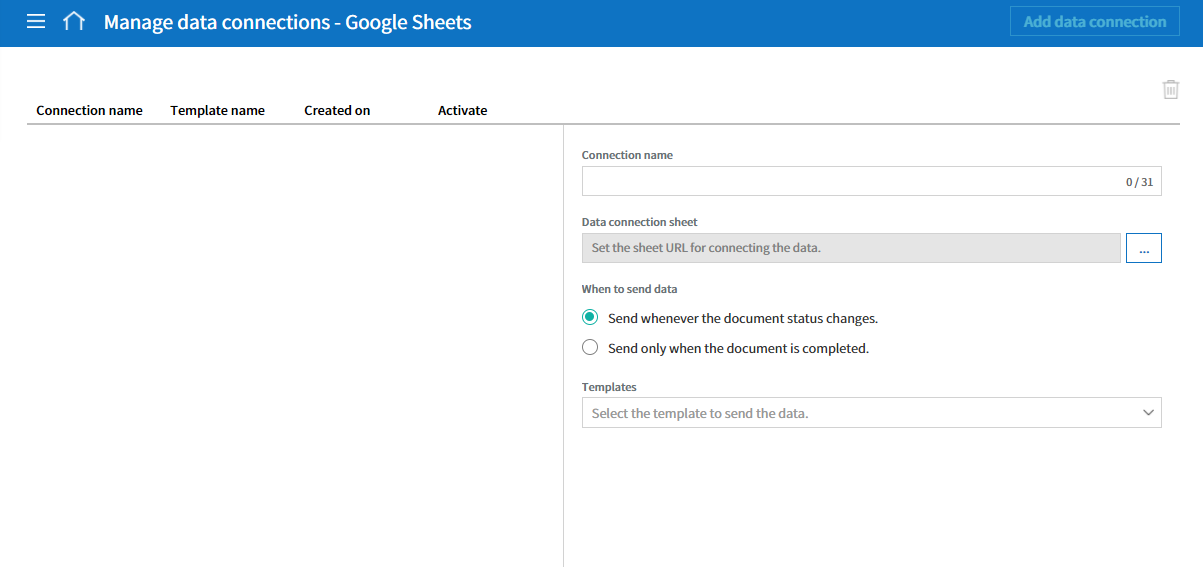 Manage data connections - Google Sheets
Add data connection
Connection name Template name Created on Activate
Connection name
0 / 31
Data connection sheet
Set the sheet URL for connecting the data.
...
When to send data
Send whenever the document status changes.
Send only when the document is completed.
Templates
Select the template to send the data.